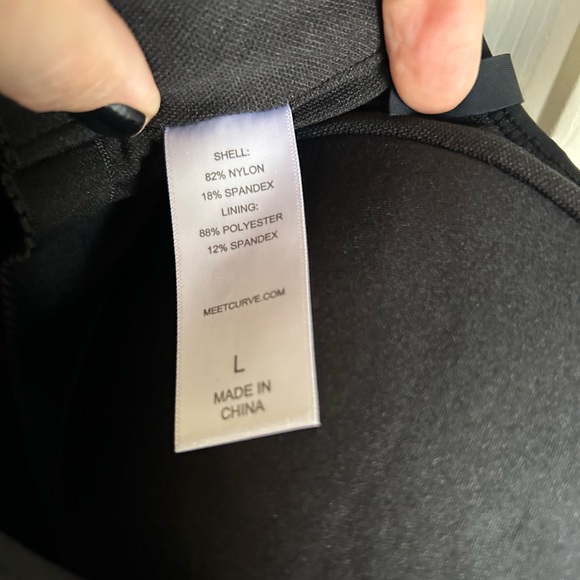 SHELL:
82% NYLON
18% SPANDEX
LINING:
88% POLYESTER
12% SPANDEX
MEETCURVE.COM
L
MADE IN
CHINA